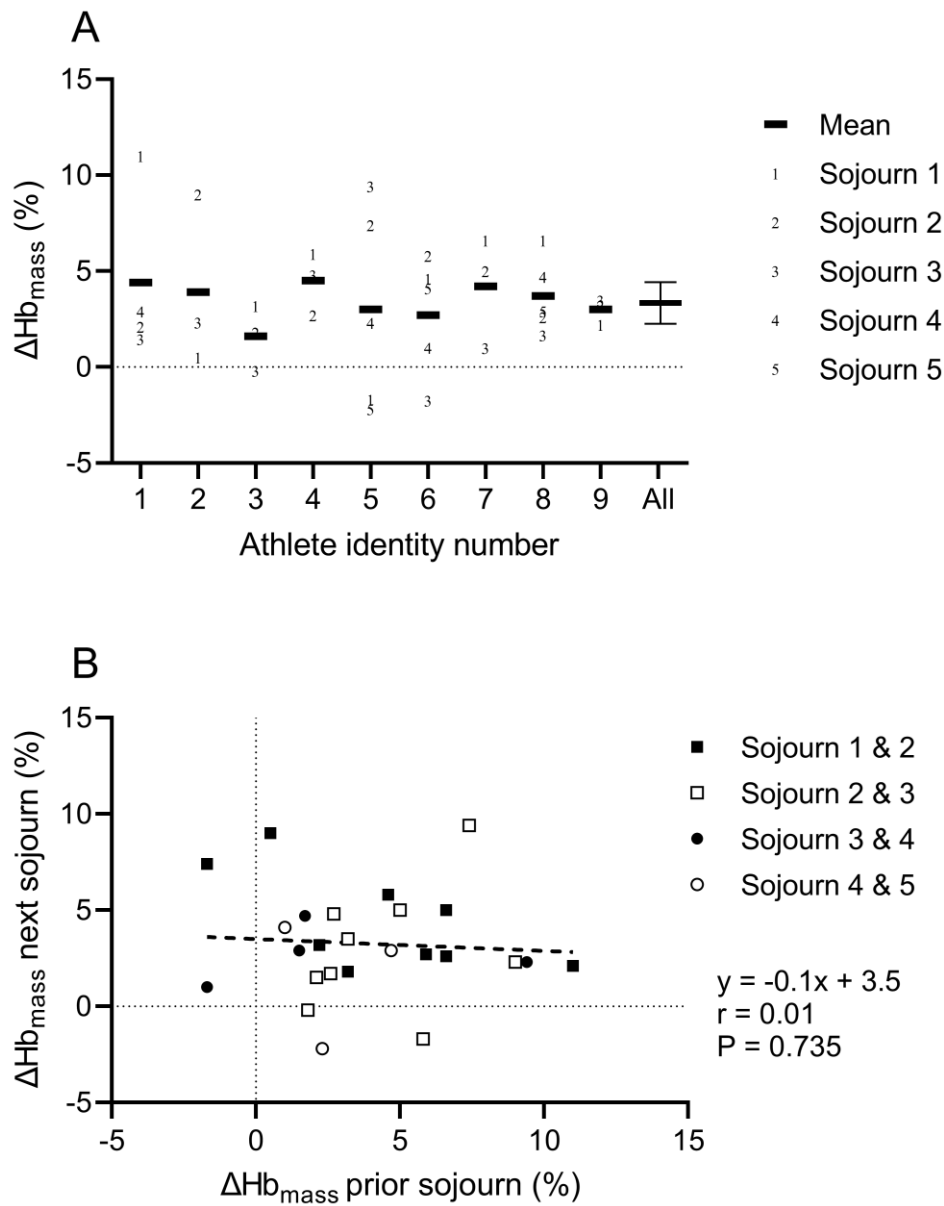 A
15
10
5
0
-5
ΔHbmass (%)
1 2 3 4 5 6 7 8 9 All
Athlete identity number
Mean
1 Sojourn 1
2 Sojourn 2
3 Sojourn 3
4 Sojourn 4
5 Sojourn 5
B
15
10
5
0
-5
ΔHbmass next sojourn (%)
-5 0 5 10 15
ΔHbmass prior sojourn (%)
Sojourn 1 & 2
Sojourn 2 & 3
Sojourn 3 & 4
Sojourn 4 & 5
y = -0.1x + 3.5
r = 0.01
P = 0.735